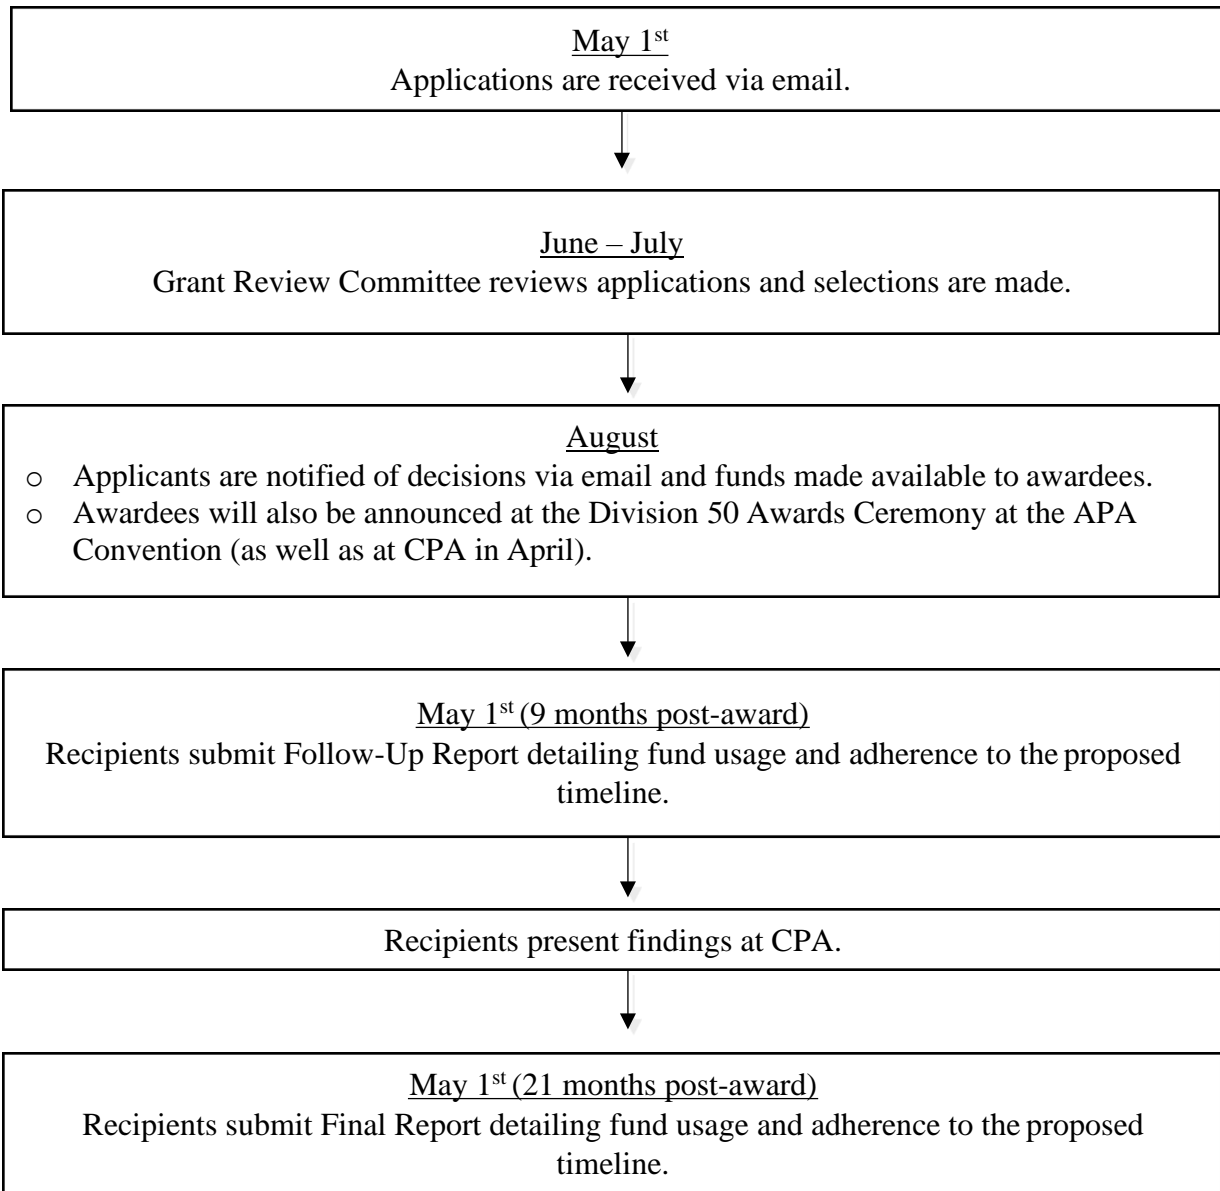 May 1st
Applications are received via email.
June – July
Grant Review Committee reviews applications and selections are made.
August
o Applicants are notified of decisions via email and funds made available to awardees.
o Awardees will also be announced at the Division 50 Awards Ceremony at the APA
Convention (as well as at CPA in April).
May 1st (9 months post-award)
Recipients submit Follow-Up Report detailing fund usage and adherence to the proposed
timeline.
Recipients present findings at CPA.
May 1st (21 months post-award)
Recipients submit Final Report detailing fund usage and adherence to the proposed
timeline.